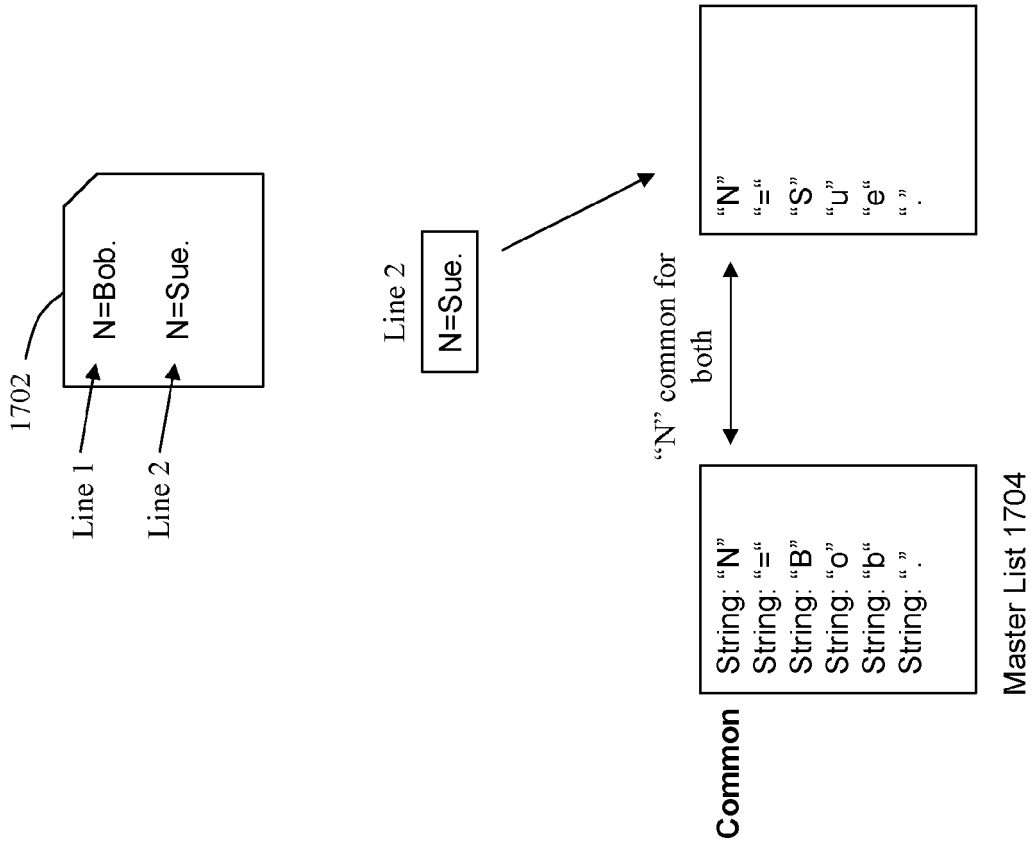 1702
Line 1
N=Bob.
Line 2
N=Sue.
Line 2
N=Sue.
“N” common for
both
Common
String: “N”
String: “=“
String: “B”
String: “o”
String: “b“
String: “ ”.
Master List 1704
“N”
“=“
“S”
“u”
“e“
“ ”.